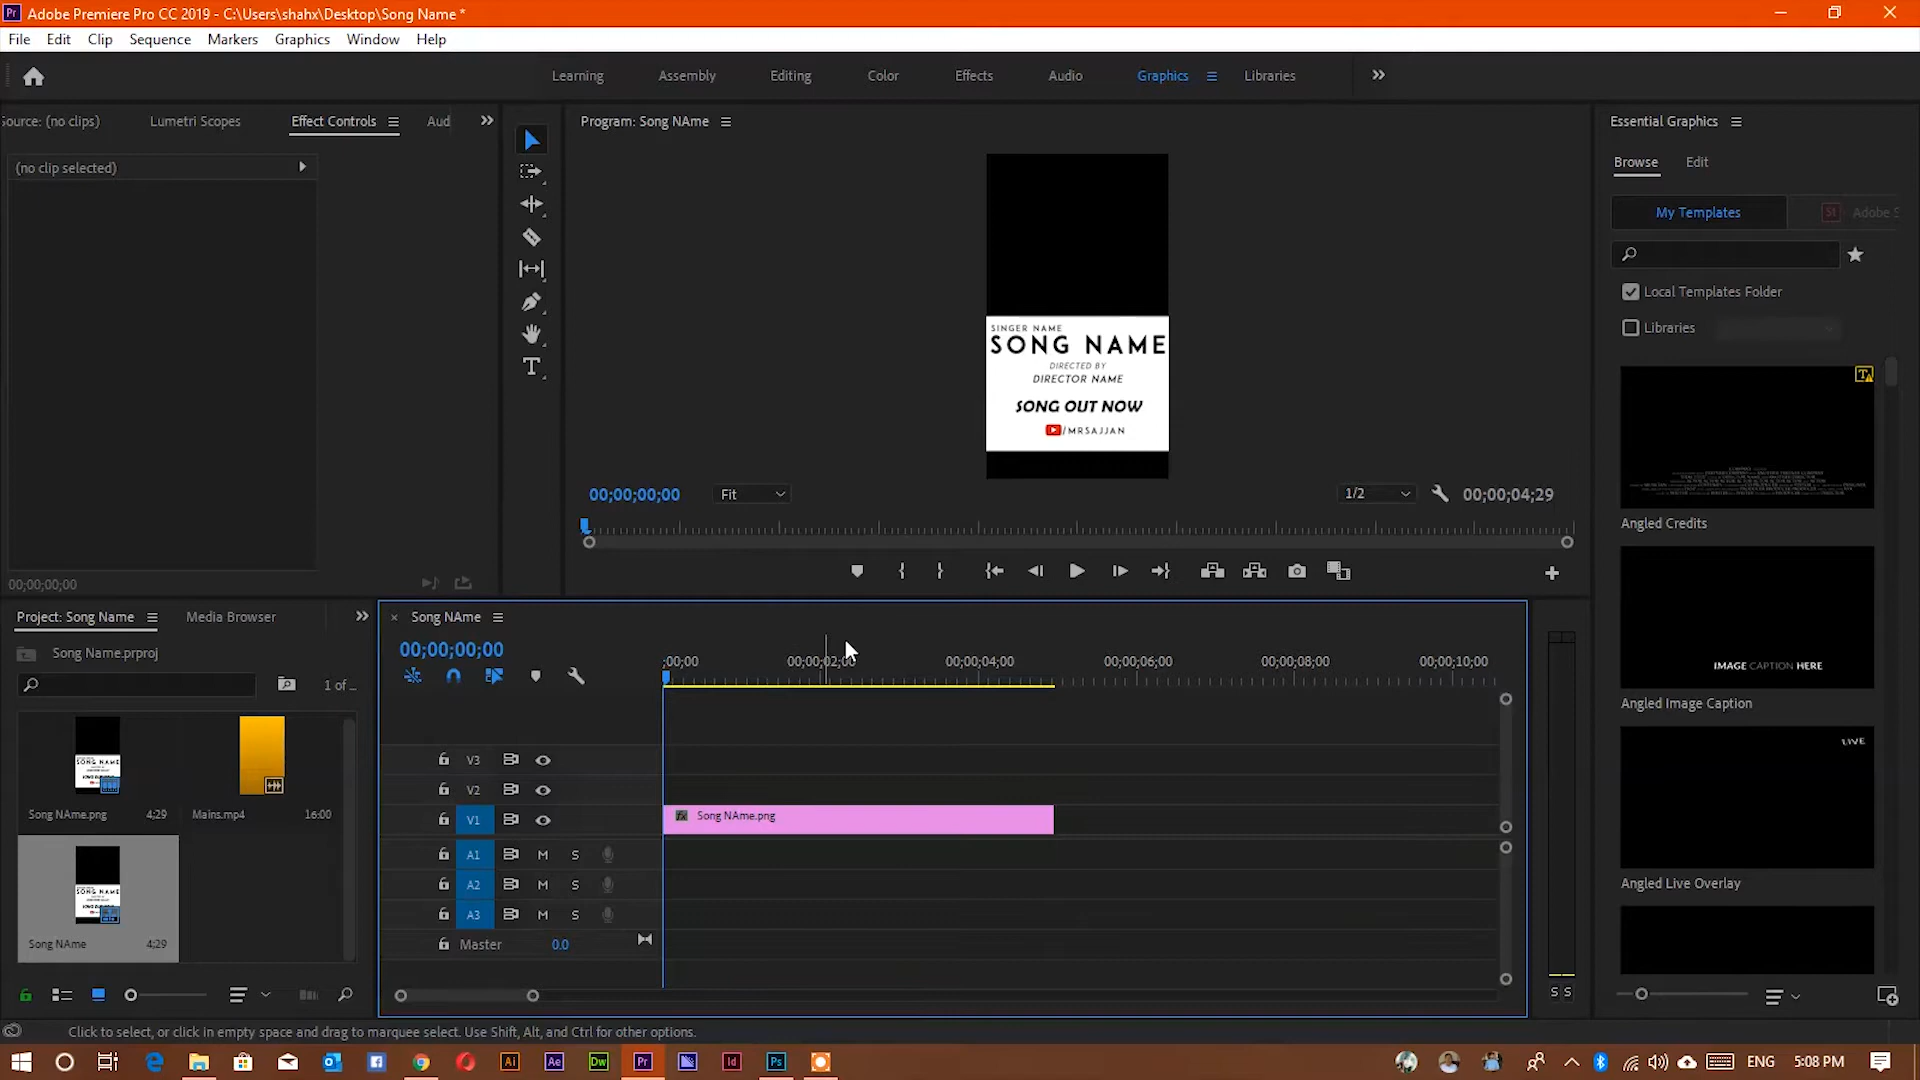 Adobe Premiere Pro CC 2019 - C:\Users\shahx\Desktop\Song Name *
File Edit Clip Sequence Markers Graphics Window Help
Learning Assembly Editing Color Effects Audio Graphics Libraries
Source: (no clips) Lumetri Scopes Effect Controls Aud
Program: Song NAme
Essential Graphics
(no clip selected)
Browse Edit
My Templates
St Adobe S
Local Templates Folder
Libraries
SINGER NAME
SONG NAME
DIRECTED BY
DIRECTOR NAME
SONG OUT NOW
/MRSAJJAN
00;00;00;00 Fit 1/2 00;00;04;29
Angled Credits
IMAGE CAPTION HERE
Angled Image Caption
LIVE
Angled Live Overlay
00;00;00;00
Project: Song Name Media Browser
Song Name.prproj
1 of ...
Song NAme.png 4;29
Mains.mp4 16:00
Song NAme 4;29
Song NAme
00;00;00;00
;00;00 00;00;02;00 00;00;04;00 00;00;06;00 00;00;08;00 00;00;10;00
V3
V2
V1 Song NAme.png
A1 M S
A2 M S
A3 M S
Master 0.0
S S
Click to select, or click in empty space and drag to marquee select. Use Shift, Alt, and Ctrl for other options.
Ai Ae Dw Pr Id Ps
ENG 5:08 PM